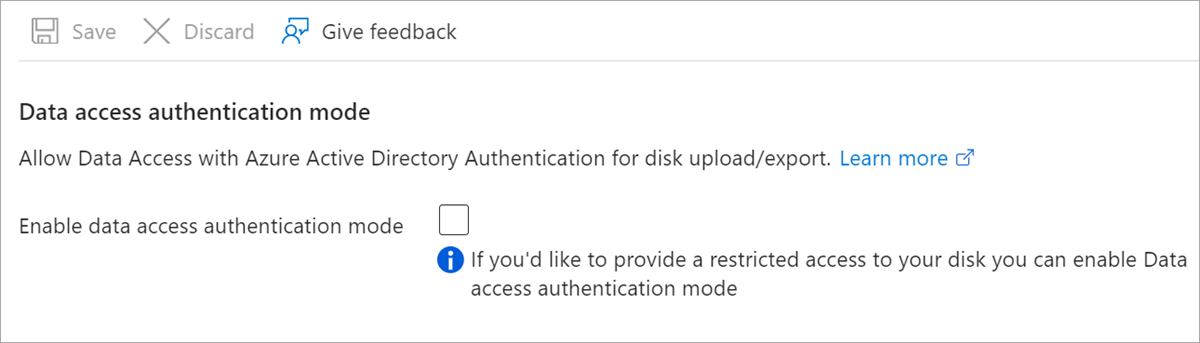 Save Discard Give feedback
Data access authentication mode
Allow Data Access with Azure Active Directory Authentication for disk upload/export. Learn more
Enable data access authentication mode
If you'd like to provide a restricted access to your disk you can enable Data
access authentication mode